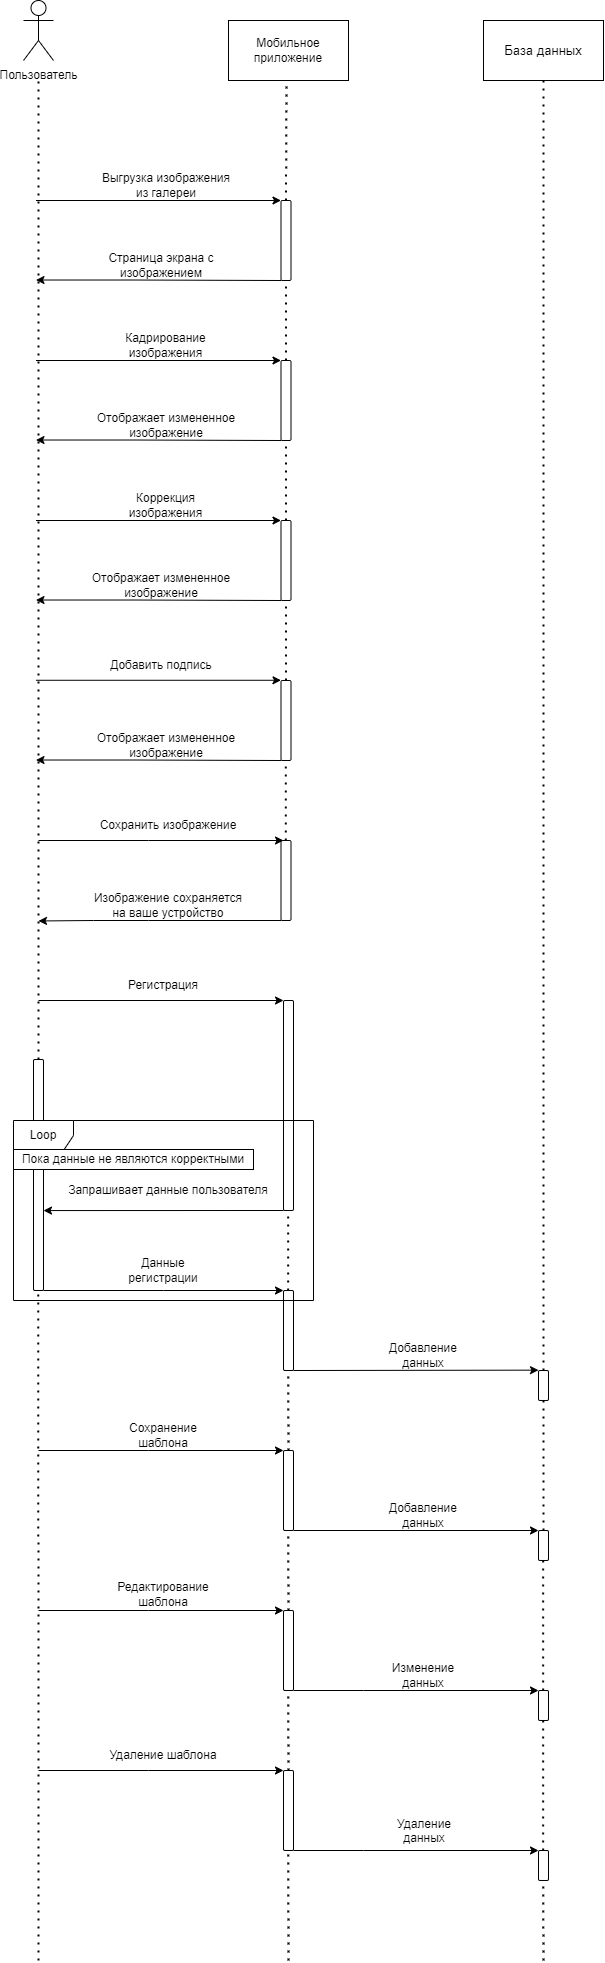 Пользователь
Мобильное
приложение
База данных
Выгрузка изображения
из галереи
Страница экрана с
изображением
Кадрирование
изображения
Отображает измененное
изображение
Коррекция
изображения
Отображает измененное
изображение
Добавить подпись
Отображает измененное
изображение
Сохранить изображение
Изображение сохраняется
на ваше устройство
Регистрация
Loop
Пока данные не являются корректными
Запрашивает данные пользователя
Данные
регистрации
Добавление
данных
Сохранение
шаблона
Добавление
данных
Редактирование
шаблона
Изменение
данных
Удаление шаблона
Удаление
данных